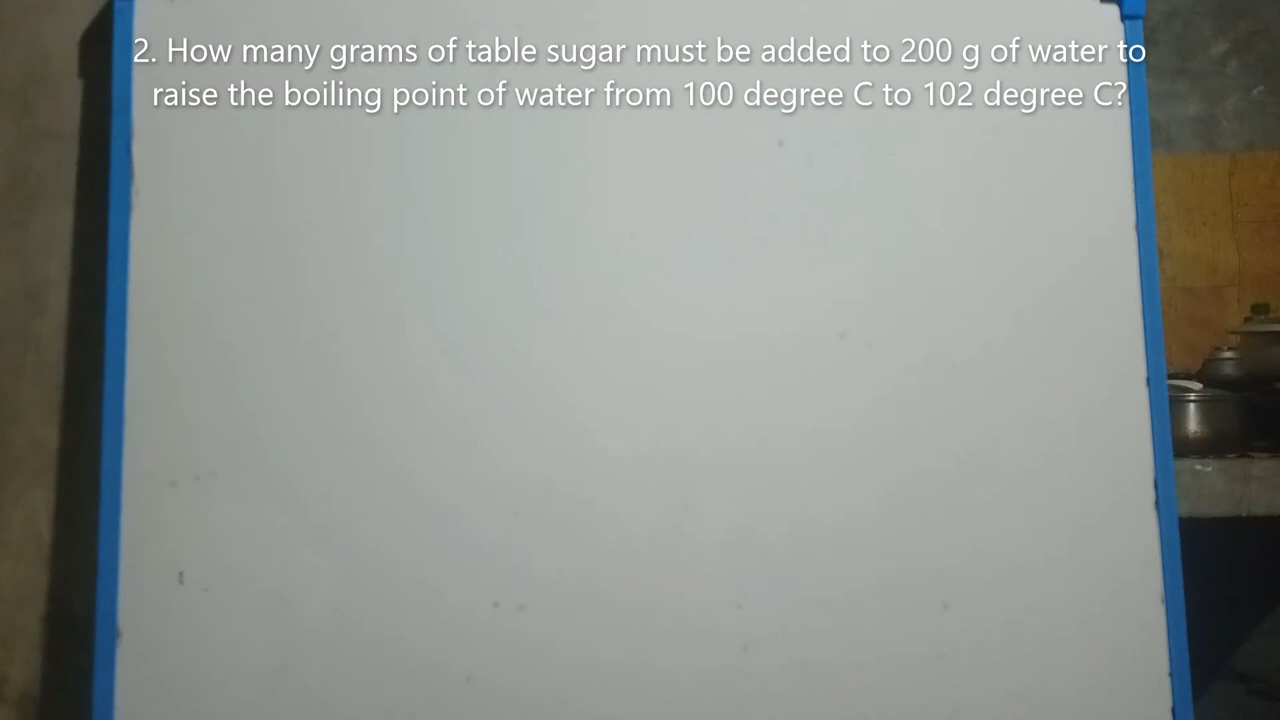 2. How many grams of table sugar must be added to 200 g of water to
raise the boiling point of water from 100 degree C to 102 degree C?